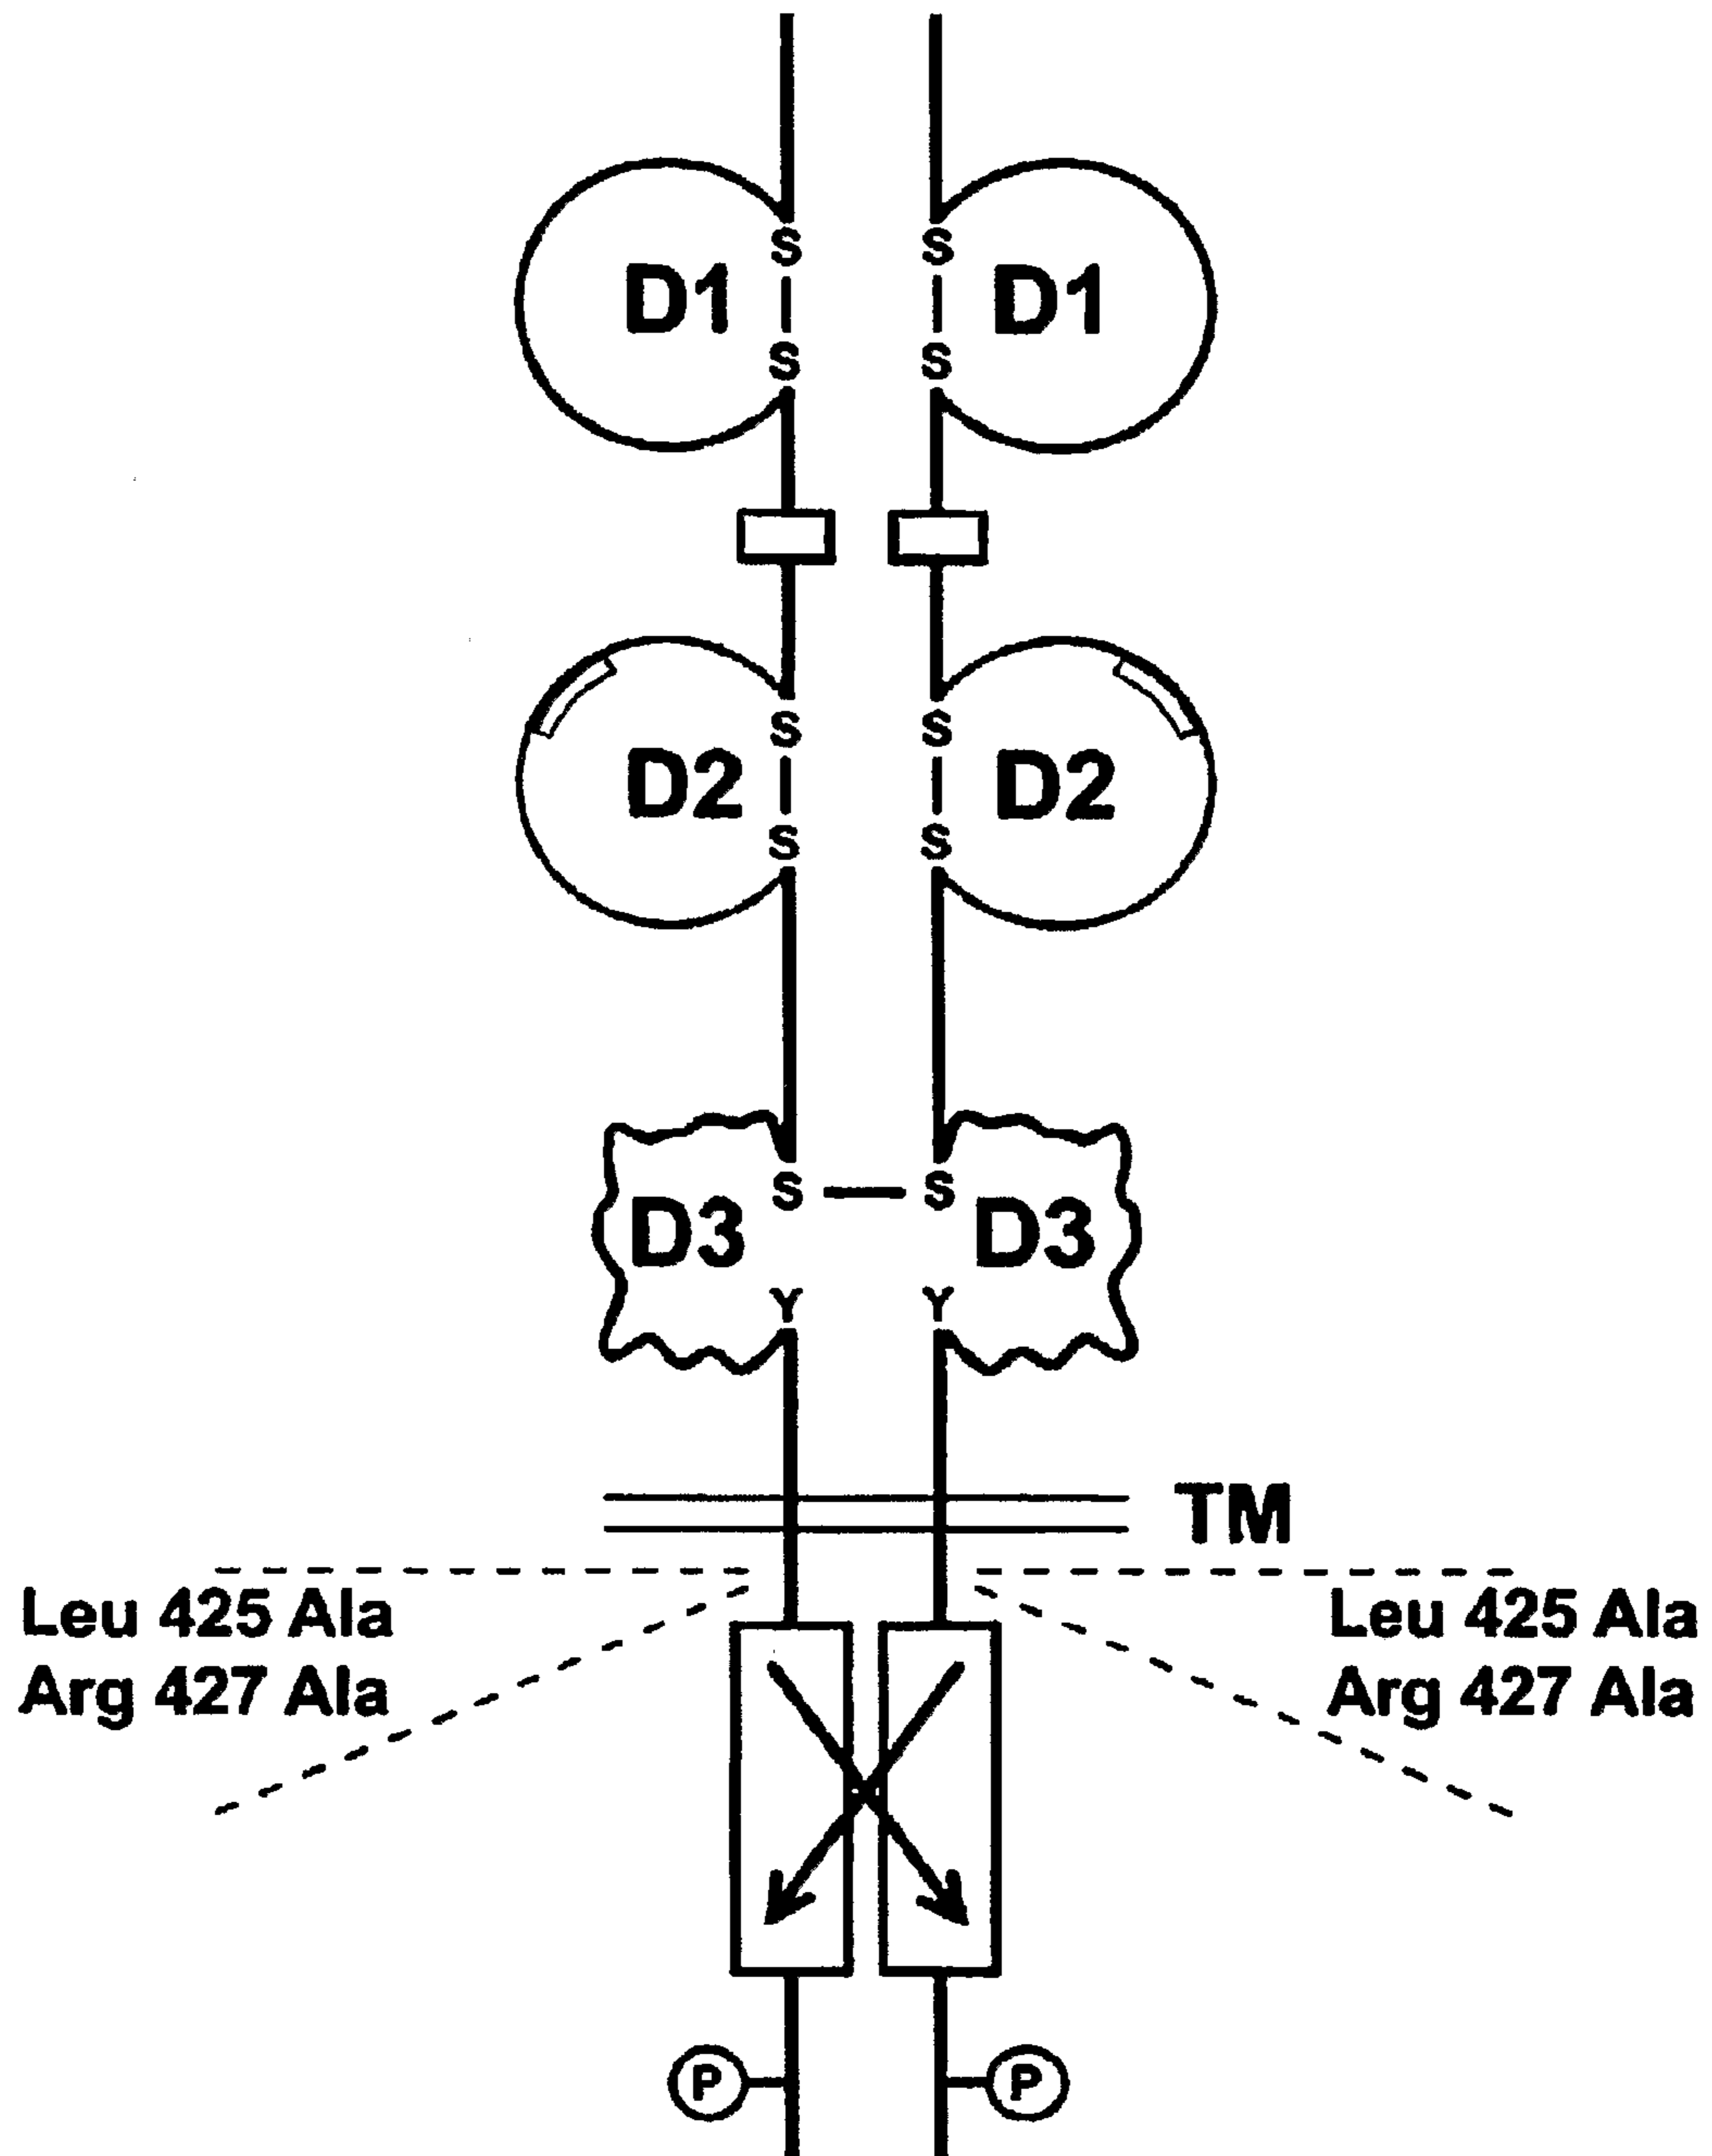 S S
D1 D1
S S
S S
D2 D2
S S
S S
D3 D3
Y Y
TM
Leu 425 Ala Leu 425 Ala
Arg 427 Ala Arg 427 Ala
P P